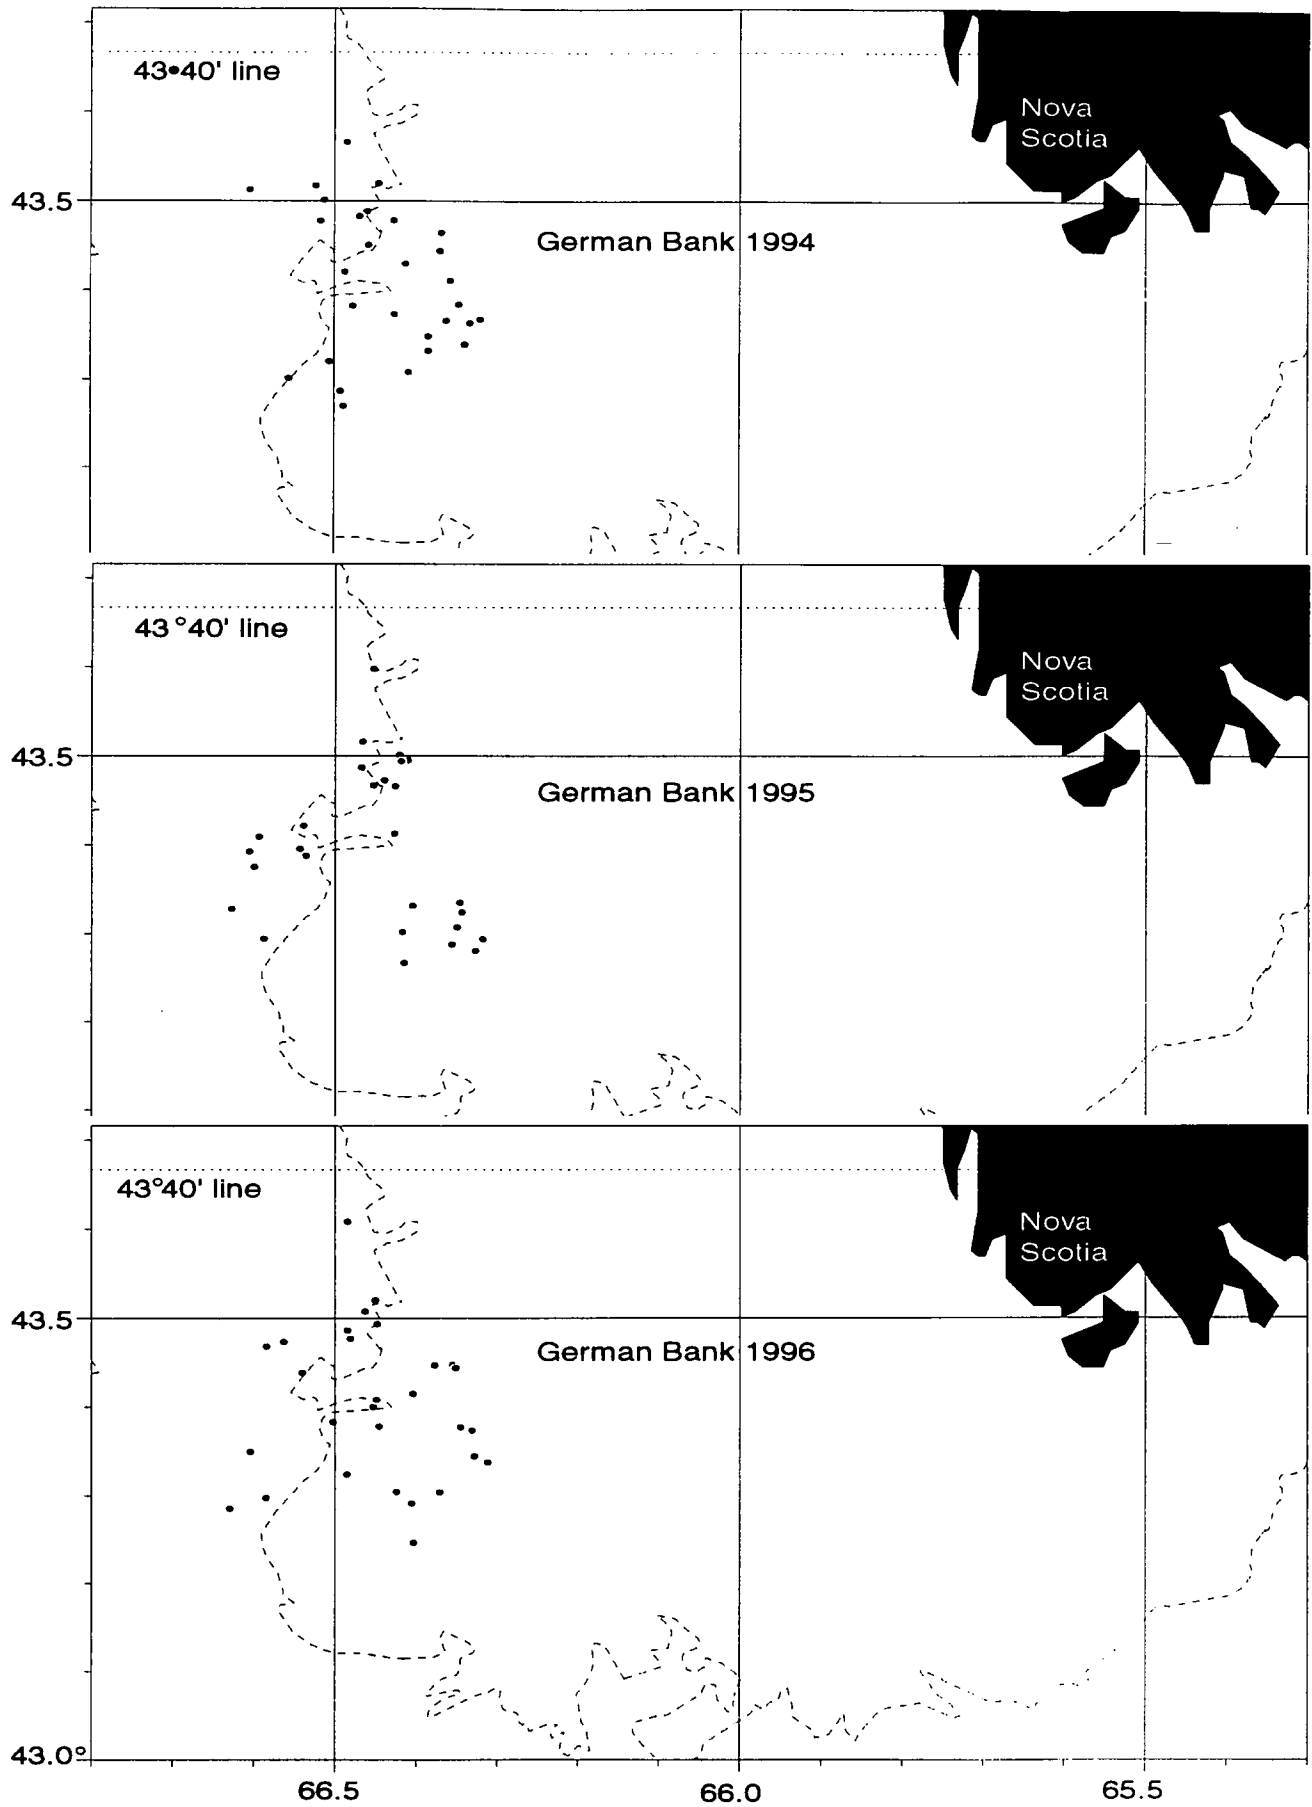 43•40' line
Nova
Scotia
43.5
German Bank 1994
43°40' line
Nova
Scotia
43.5
German Bank 1995
43°40' line
Nova
Scotia
43.5
German Bank 1996
43.0°
66.5
66.0
65.5